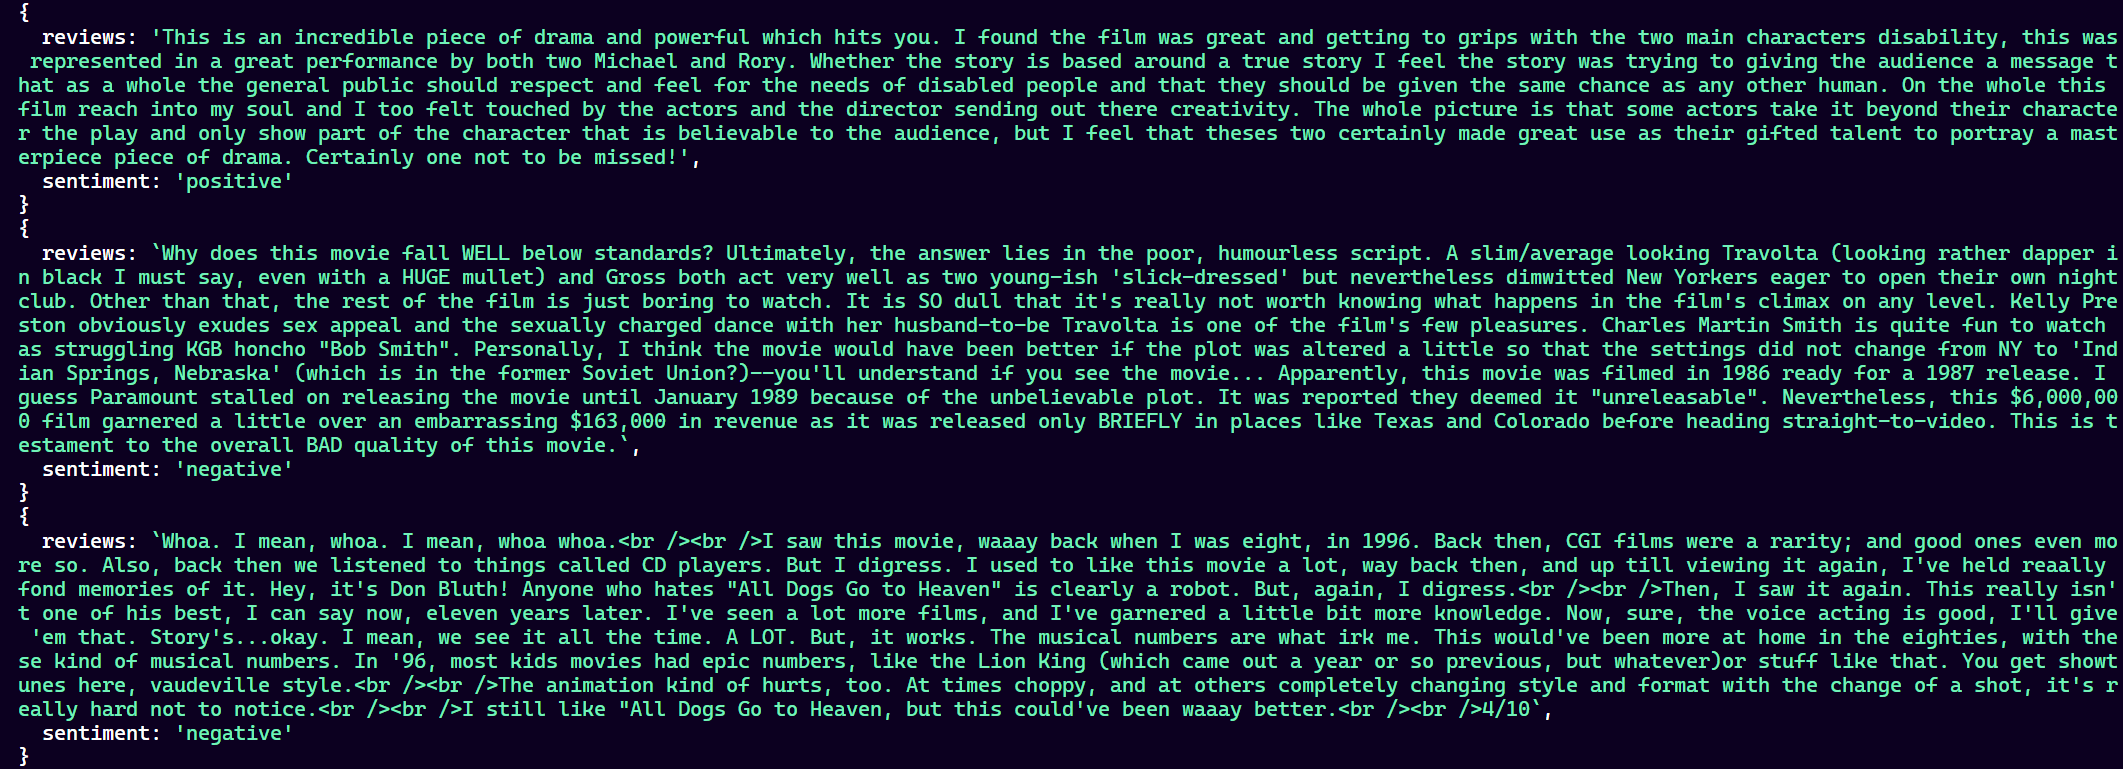 {
  reviews: 'This is an incredible piece of drama and powerful which hits you. I found the film was great and getting to grips with the two main characters disability, this was
 represented in a great performance by both two Michael and Rory. Whether the story is based around a true story I feel the story was trying to giving the audience a message t
hat as a whole the general public should respect and feel for the needs of disabled people and that they should be given the same chance as any other human. On the whole this
film reach into my soul and I too felt touched by the actors and the director sending out there creativity. The whole picture is that some actors take it beyond their characte
r the play and only show part of the character that is believable to the audience, but I feel that theses two certainly made great use as their gifted talent to portray a mast
erpiece piece of drama. Certainly one not to be missed!',
  sentiment: 'positive'
}
{
  reviews: `Why does this movie fall WELL below standards? Ultimately, the answer lies in the poor, humourless script. A slim/average looking Travolta (looking rather dapper i
n black I must say, even with a HUGE mullet) and Gross both act very well as two young-ish 'slick-dressed' but nevertheless dimwitted New Yorkers eager to open their own night
club. Other than that, the rest of the film is just boring to watch. It is SO dull that it's really not worth knowing what happens in the film's climax on any level. Kelly Pre
ston obviously exudes sex appeal and the sexually charged dance with her husband-to-be Travolta is one of the film's few pleasures. Charles Martin Smith is quite fun to watch
as struggling KGB honcho "Bob Smith". Personally, I think the movie would have been better if the plot was altered a little so that the settings did not change from NY to 'Ind
ian Springs, Nebraska' (which is in the former Soviet Union?)--you'll understand if you see the movie... Apparently, this movie was filmed in 1986 ready for a 1987 release. I
guess Paramount stalled on releasing the movie until January 1989 because of the unbelievable plot. It was reported they deemed it "unreleasable". Nevertheless, this $6,000,00
0 film garnered a little over an embarrassing $163,000 in revenue as it was released only BRIEFLY in places like Texas and Colorado before heading straight-to-video. This is t
estament to the overall BAD quality of this movie.`,
  sentiment: 'negative'
}
{
  reviews: `Whoa. I mean, whoa. I mean, whoa whoa.<br /><br />I saw this movie, waaay back when I was eight, in 1996. Back then, CGI films were a rarity; and good ones even mo
re so. Also, back then we listened to things called CD players. But I digress. I used to like this movie a lot, way back then, and up till viewing it again, I've held reaally
fond memories of it. Hey, it's Don Bluth! Anyone who hates "All Dogs Go to Heaven" is clearly a robot. But, again, I digress.<br /><br />Then, I saw it again. This really isn'
t one of his best, I can say now, eleven years later. I've seen a lot more films, and I've garnered a little bit more knowledge. Now, sure, the voice acting is good, I'll give
 'em that. Story's...okay. I mean, we see it all the time. A LOT. But, it works. The musical numbers are what irk me. This would've been more at home in the eighties, with the
se kind of musical numbers. In '96, most kids movies had epic numbers, like the Lion King (which came out a year or so previous, but whatever)or stuff like that. You get showt
unes here, vaudeville style.<br /><br />The animation kind of hurts, too. At times choppy, and at others completely changing style and format with the change of a shot, it's r
eally hard not to notice.<br /><br />I still like "All Dogs Go to Heaven, but this could've been waaay better.<br /><br />4/10`,
  sentiment: 'negative'
}